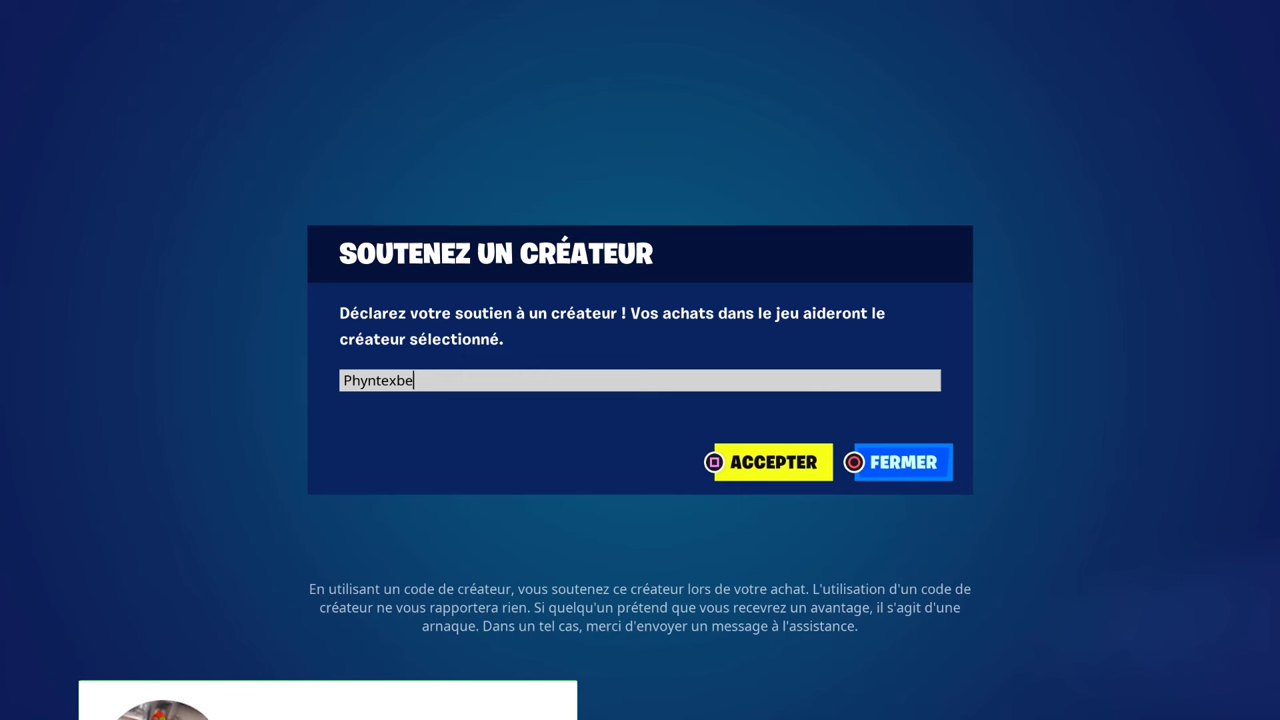 SOUTENEZ UN CRÉATEUR
Déclarez votre soutien à un créateur ! Vos achats dans le jeu aideront le
créateur sélectionné.
Phyntexbe
ACCEPTER
FERMER
En utilisant un code de créateur, vous soutenez ce créateur lors de votre achat. L'utilisation d'un code de
créateur ne vous rapportera rien. Si quelqu'un prétend que vous recevrez un avantage, il s'agit d'une
arnaque. Dans un tel cas, merci d'envoyer un message à l'assistance.